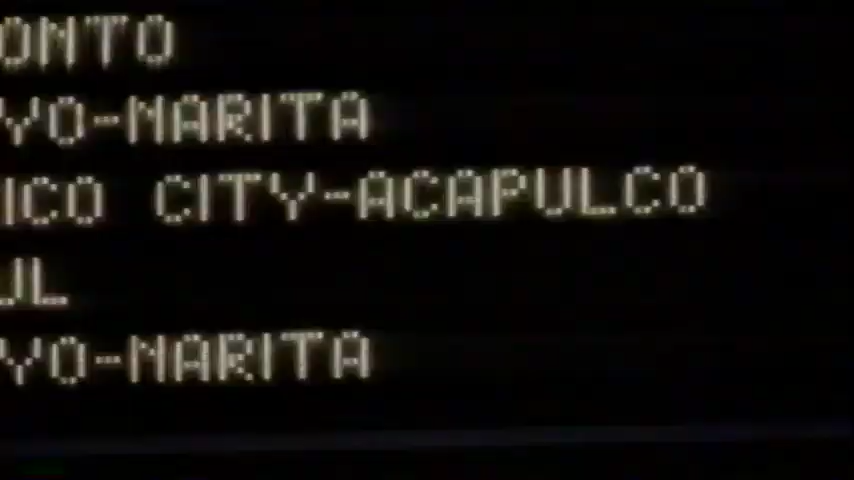 ONTO
YO-NARITA
ICO CITY-ACAPULCO
UL
YO-NARITA